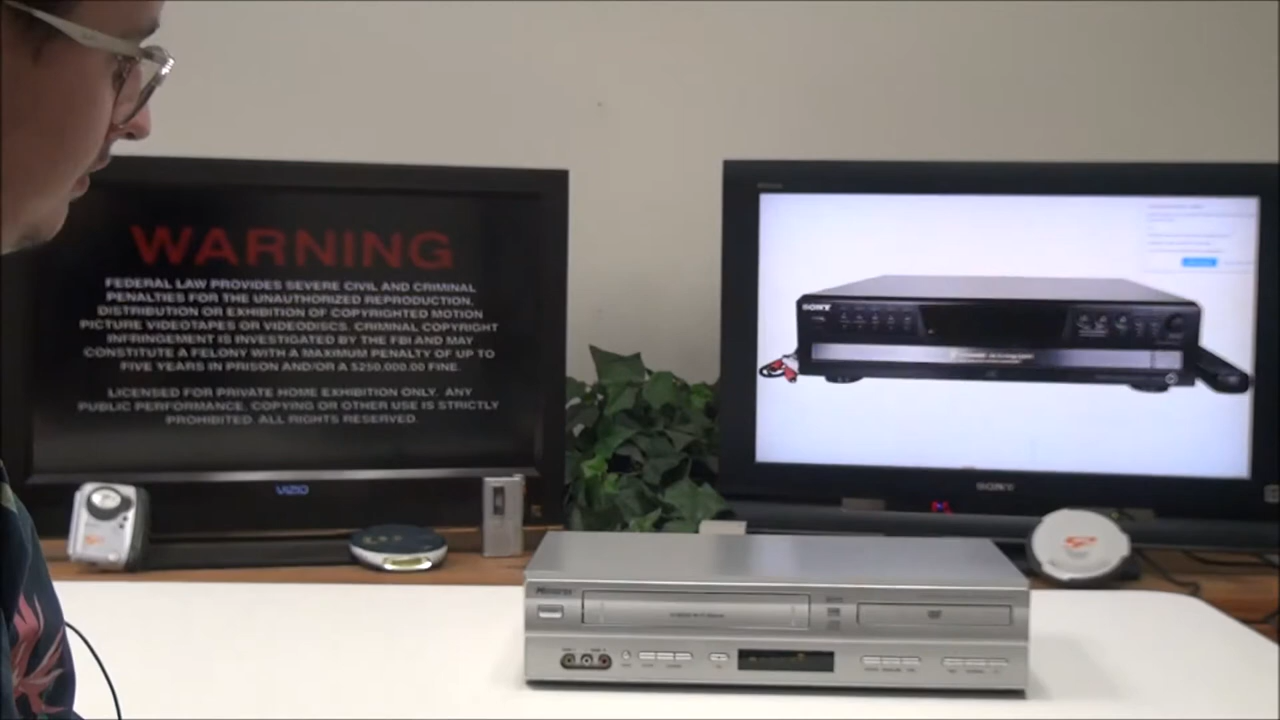 WARNING
FEDERAL LAW PROVIDES SEVERE CIVIL AND CRIMINAL
PENALTIES FOR THE UNAUTHORIZED REPRODUCTION,
DISTRIBUTION OR EXHIBITION OF COPYRIGHTED MOTION
PICTURE VIDEOTAPES OR VIDEODISCS. CRIMINAL COPYRIGHT
INFRINGEMENT IS INVESTIGATED BY THE FBI AND MAY
CONSTITUTE A FELONY WITH A MAXIMUM PENALTY OF UP TO
FIVE YEARS IN PRISON AND/OR A $250,000.00 FINE.
LICENSED FOR PRIVATE HOME EXHIBITION ONLY. ANY
PUBLIC PERFORMANCE, COPYING OR OTHER USE IS STRICTLY
PROHIBITED. ALL RIGHTS RESERVED.
VIZIO
SONY
SONY